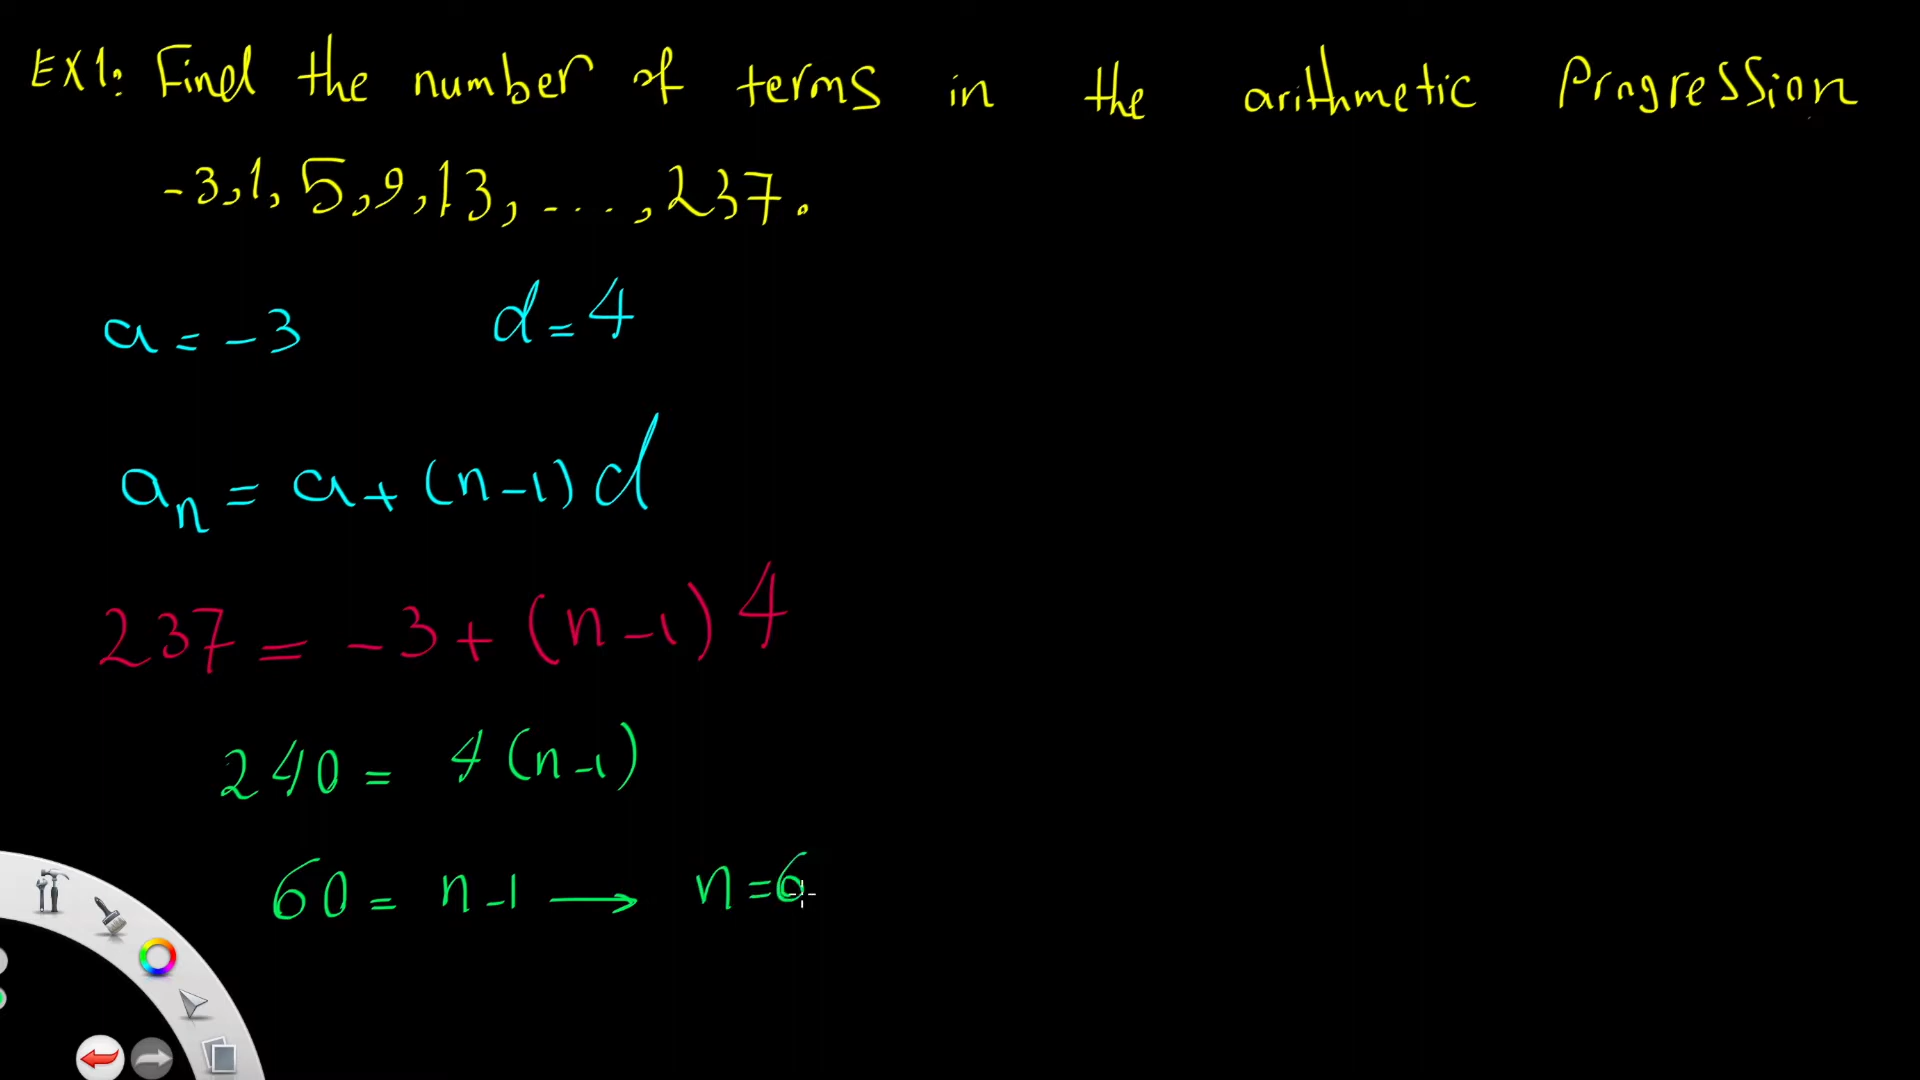 EX1: Find the number of terms in the arithmetic Progression
-3,1,5,9,13, ....,237.
a = -3 d = 4
aₙ = a + (n-1) d
237 = -3 + (n-1) 4
240 = 4 (n-1)
60 = n-1 → n = 6